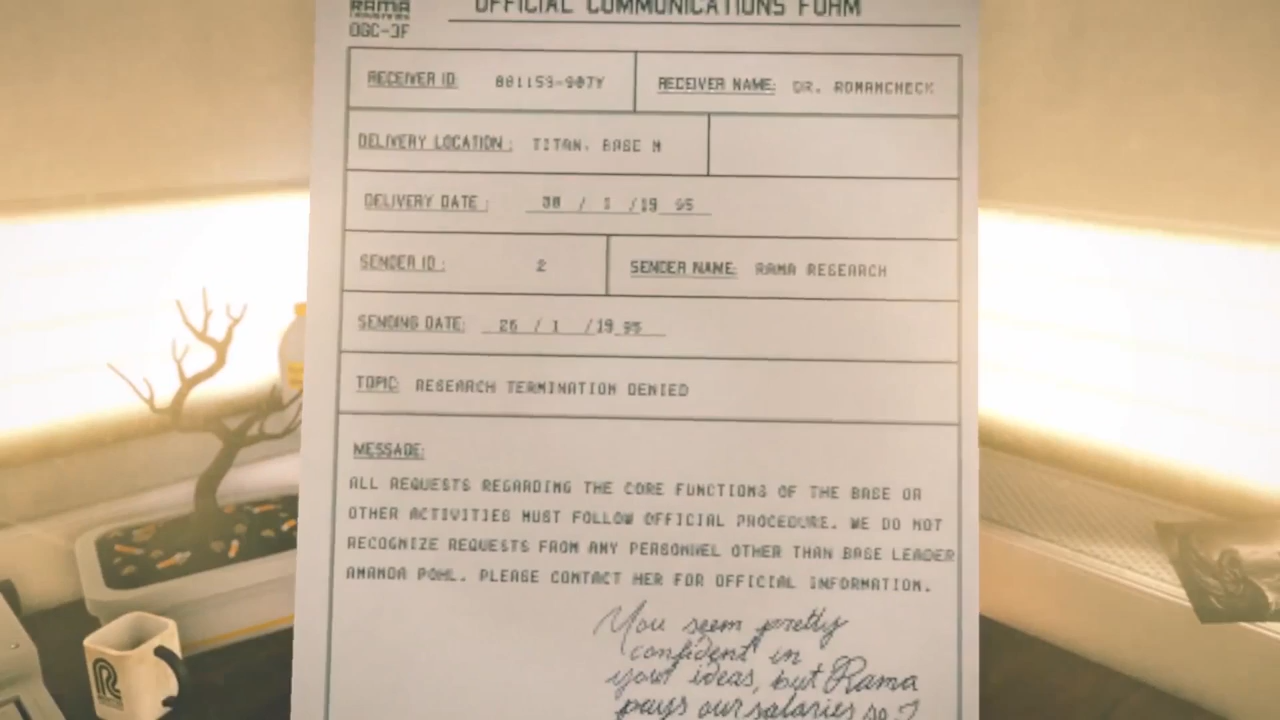 RAMA
INDUSTRIES
OFFICIAL COMMUNICATIONS FORM
OGC-3F
RECEIVER ID: 881159-907Y
RECEIVER NAME: DR. ROMANCHECK
DELIVERY LOCATION: TITAN, BASE M
DELIVERY DATE: 30 / 1 /19 95
SENDER ID: 2
SENDER NAME: RAMA RESEARCH
SENDING DATE: 26 / 1 /19 95
TOPIC: RESEARCH TERMINATION DENIED
MESSAGE:
ALL REQUESTS REGARDING THE CORE FUNCTIONS OF THE BASE OR
OTHER ACTIVITIES MUST FOLLOW OFFICIAL PROCEDURE. WE DO NOT
RECOGNIZE REQUESTS FROM ANY PERSONNEL OTHER THAN BASE LEADER
AMANDA POHL. PLEASE CONTACT HER FOR OFFICIAL INFORMATION.
You seem pretty
confident in
your ideas, but Rama
pays our salaries so I